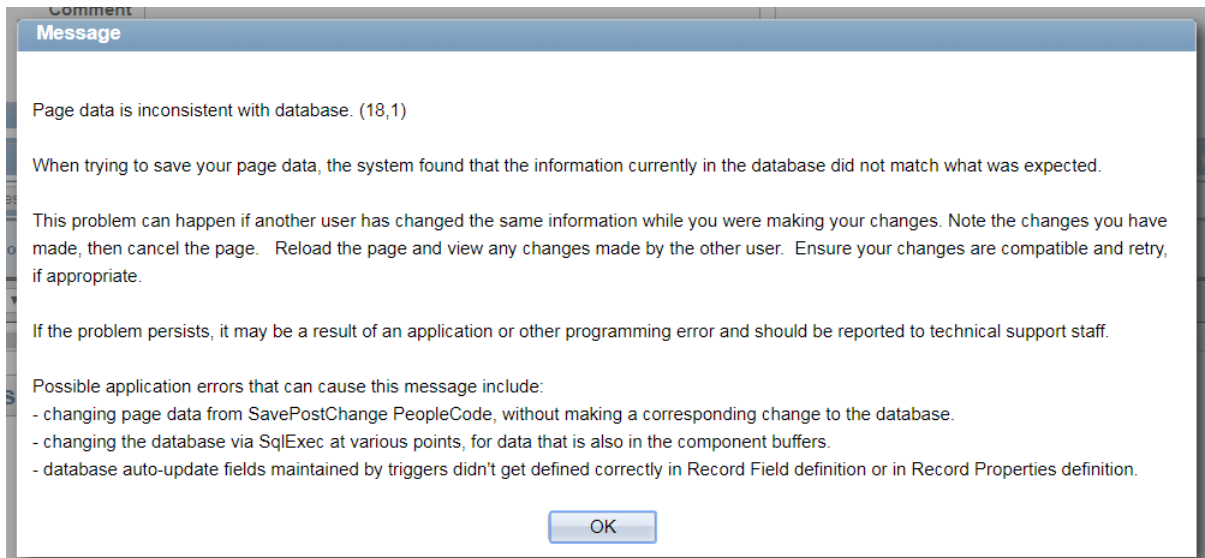 Comment
Message
Page data is inconsistent with database. (18,1)
When trying to save your page data, the system found that the information currently in the database did not match what was expected.
This problem can happen if another user has changed the same information while you were making your changes. Note the changes you have
made, then cancel the page.   Reload the page and view any changes made by the other user.  Ensure your changes are compatible and retry,
if appropriate.
If the problem persists, it may be a result of an application or other programming error and should be reported to technical support staff.
Possible application errors that can cause this message include:
- changing page data from SavePostChange PeopleCode, without making a corresponding change to the database.
- changing the database via SqlExec at various points, for data that is also in the component buffers.
- database auto-update fields maintained by triggers didn't get defined correctly in Record Field definition or in Record Properties definition.
OK